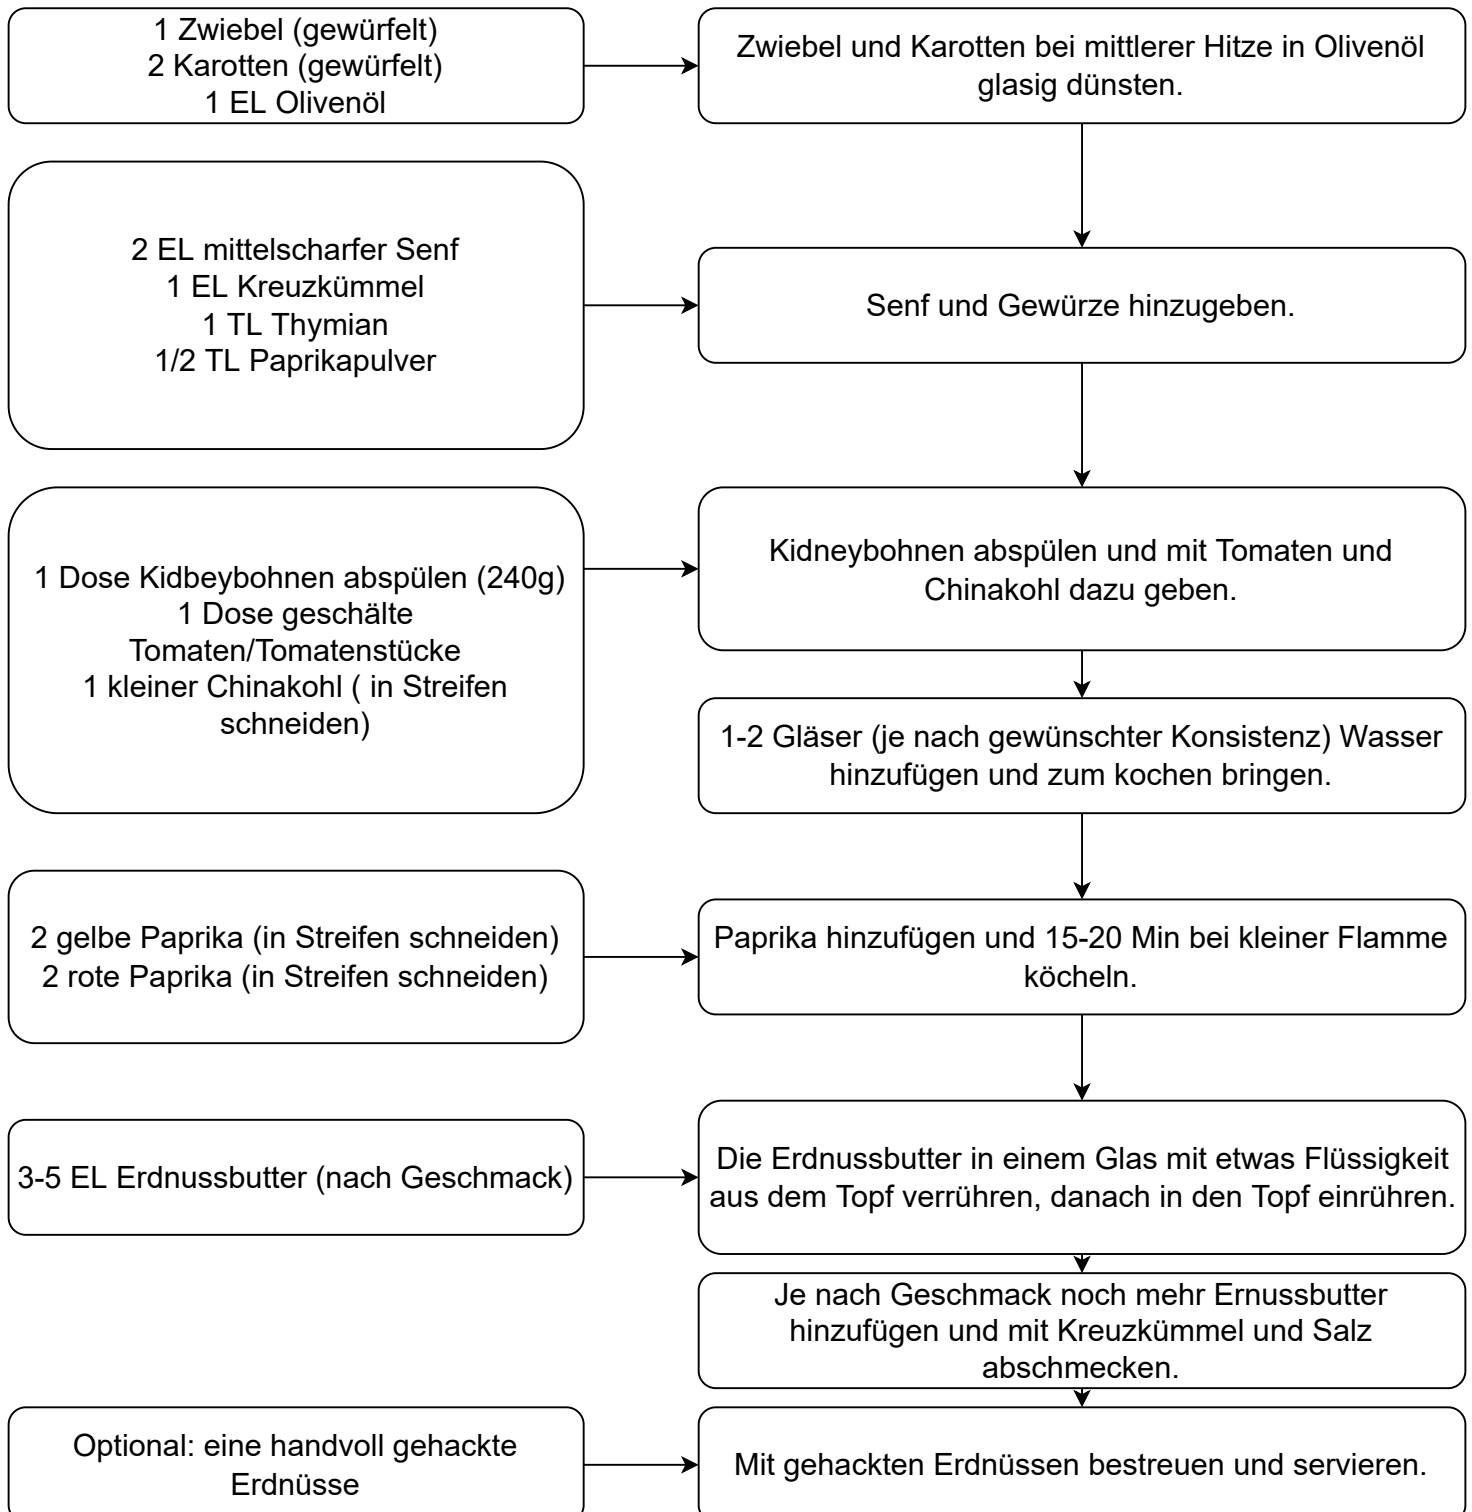 1 Zwiebel (gewürfelt)
2 Karotten (gewürfelt)
1 EL Olivenöl
Zwiebel und Karotten bei mittlerer Hitze in Olivenöl
glasig dünsten.
2 EL mittelscharfer Senf
1 EL Kreuzkümmel
1 TL Thymian
1/2 TL Paprikapulver
Senf und Gewürze hinzugeben.
1 Dose Kidbeybohnen abspülen (240g)
1 Dose geschälte
Tomaten/Tomatenstücke
1 kleiner Chinakohl ( in Streifen
schneiden)
Kidneybohnen abspülen und mit Tomaten und
Chinakohl dazu geben.
1-2 Gläser (je nach gewünschter Konsistenz) Wasser
hinzufügen und zum kochen bringen.
2 gelbe Paprika (in Streifen schneiden)
2 rote Paprika (in Streifen schneiden)
Paprika hinzufügen und 15-20 Min bei kleiner Flamme
köcheln.
3-5 EL Erdnussbutter (nach Geschmack)
Die Erdnussbutter in einem Glas mit etwas Flüssigkeit
aus dem Topf verrühren, danach in den Topf einrühren.
Je nach Geschmack noch mehr Ernussbutter
hinzufügen und mit Kreuzkümmel und Salz
abschmecken.
Optional: eine handvoll gehackte
Erdnüsse
Mit gehackten Erdnüssen bestreuen und servieren.